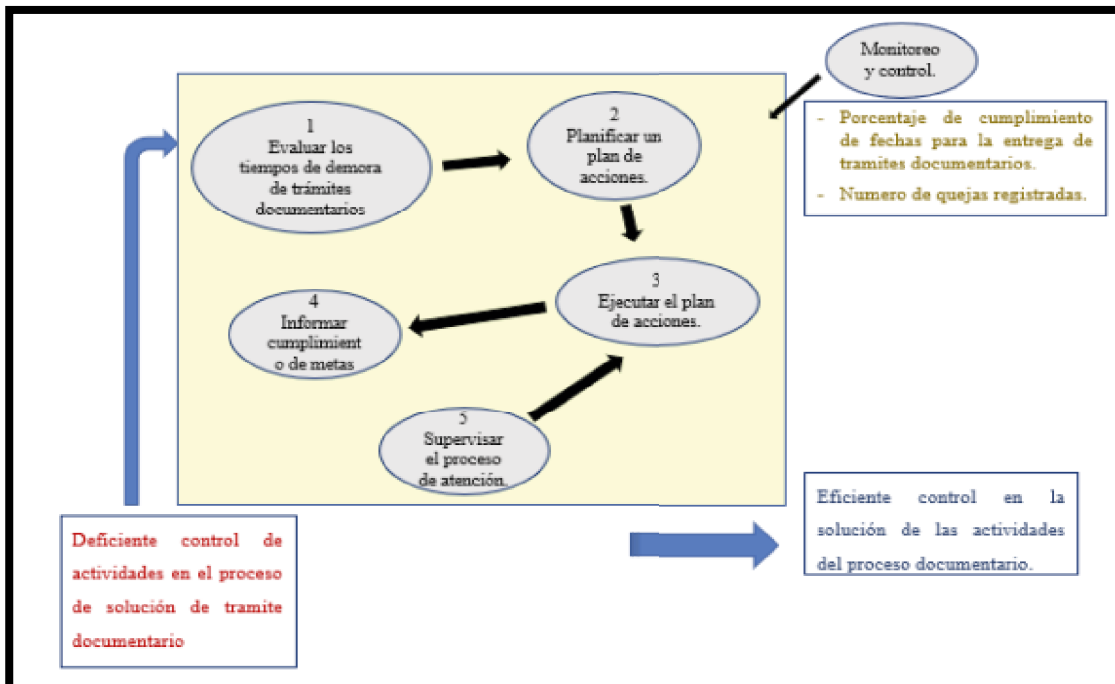 Monitoreo
y control.
- Porcentaje de cumplimiento
de fechas para la entrega de
tramites documentarios.
- Numero de quejas registradas.
1
Evaluar los
tiempos de demora
de trámites
documentarios
2
Planificar un
plan de
acciones.
3
Ejecutar el plan
de acciones.
4
Informar
cumplimient
o de metas
5
Supervisar
el proceso
de atención.
Deficiente control de
actividades en el proceso
de solución de tramite
documentario
Eficiente control en la
solución de las actividades
del proceso documentario.